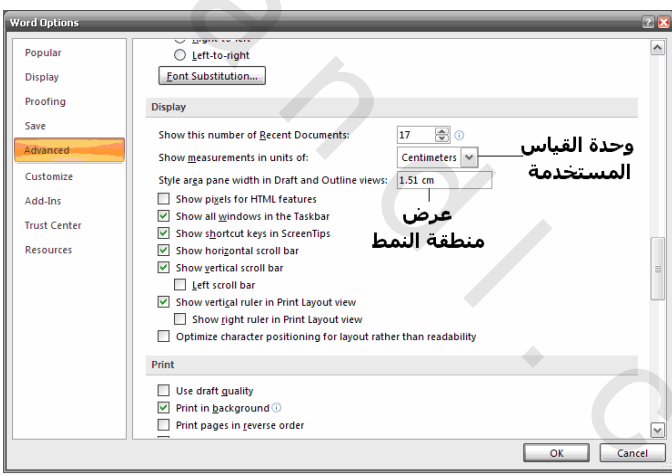 Word Options
Popular
Display
Proofing
Save
Advanced
Customize
Add-Ins
Trust Center
Resources
Right-to-left
Left-to-right
Font Substitution...
Display
Show this number of Recent Documents: 17
Show measurements in units of: Centimeters
وحدة القياس
المستخدمة
Style area pane width in Draft and Outline views: 1.51 cm
عرض
منطقة النمط
Show pixels for HTML features
Show all windows in the Taskbar
Show shortcut keys in ScreenTips
Show horizontal scroll bar
Show vertical scroll bar
Left scroll bar
Show vertical ruler in Print Layout view
Show right ruler in Print Layout view
Optimize character positioning for layout rather than readability
Print
Use draft quality
Print in background
Print pages in reverse order
OK
Cancel